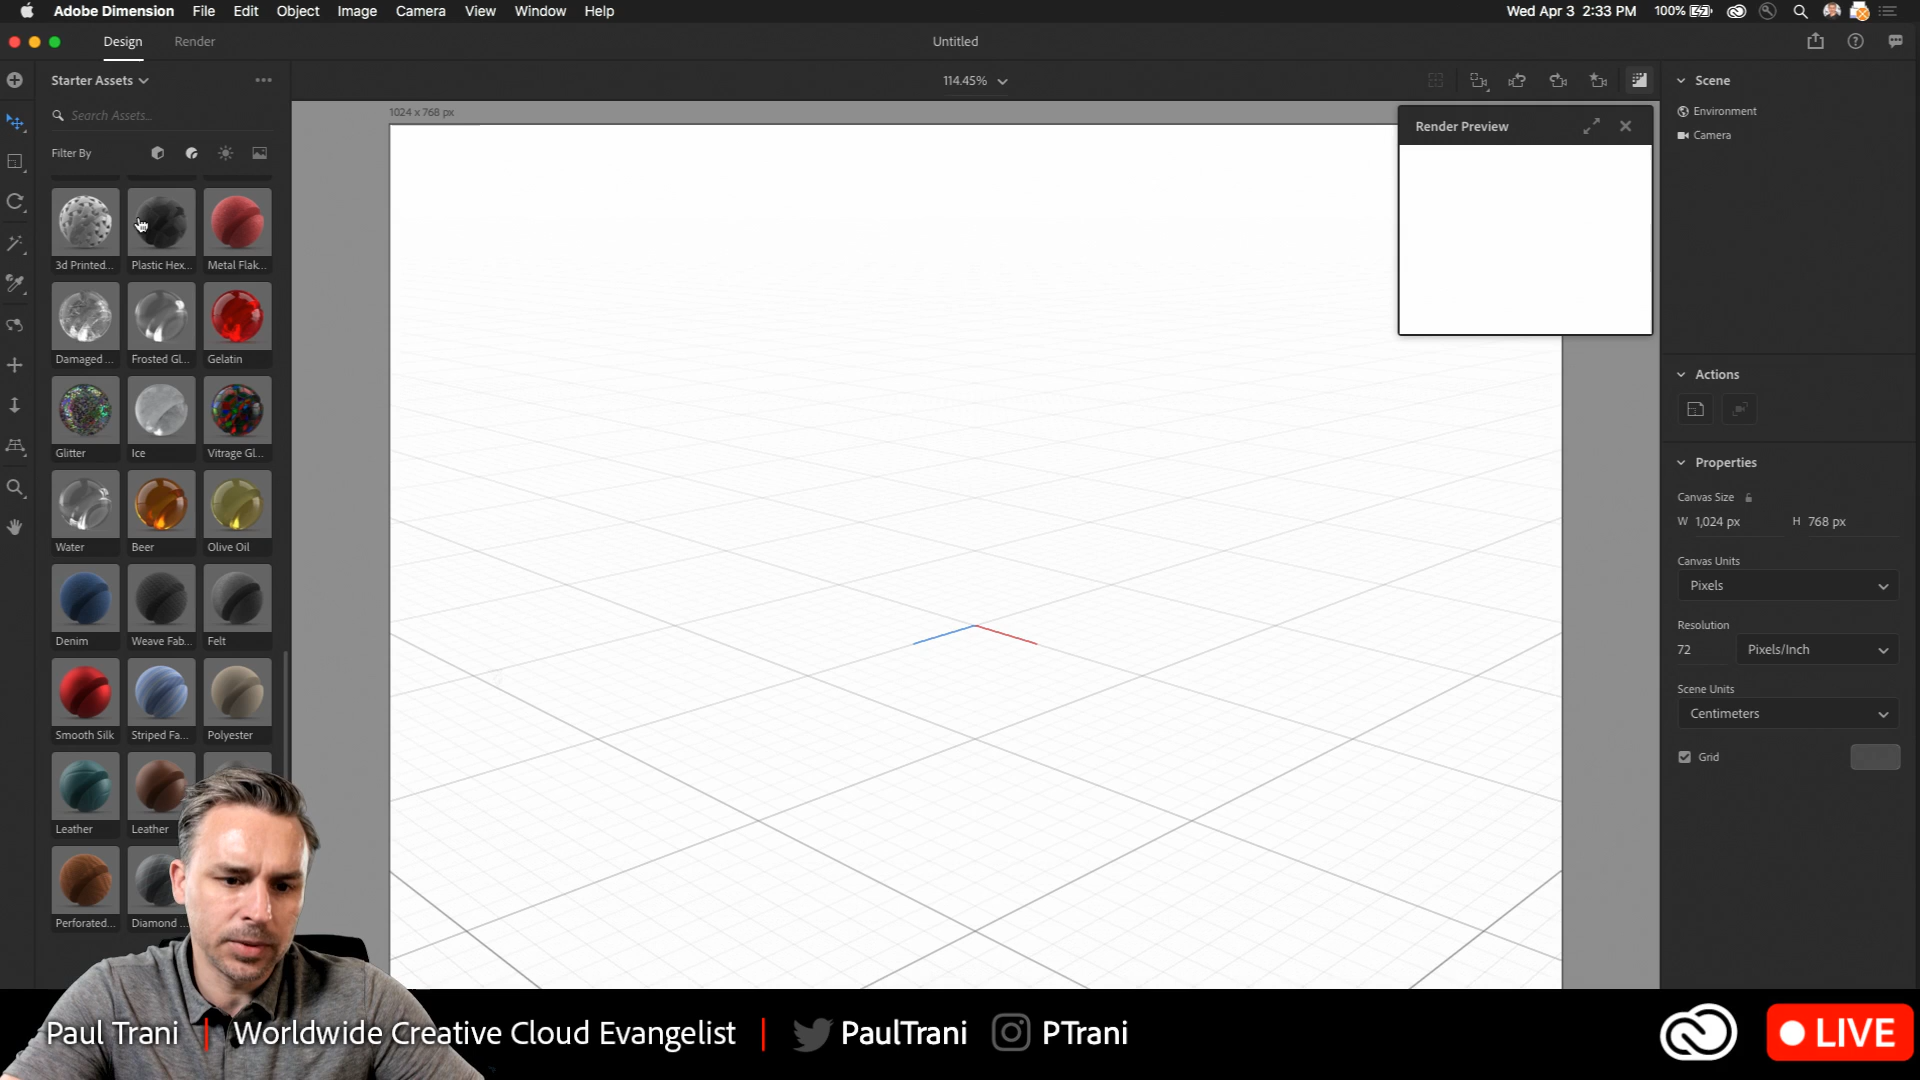 Adobe Dimension File Edit Object Image Camera View Window Help
Wed Apr 3 2:33 PM 100%
Design Render
Untitled
Starter Assets
114.45%
Search Assets...
Filter By
3d Printed... Plastic Hex... Metal Flak...
Damaged ... Frosted Gl... Gelatin
Glitter Ice Vitrage Gl...
Water Beer Olive Oil
Denim Weave Fab... Felt
Smooth Silk Striped Fa... Polyester
Leather Leather
Perforated... Diamond ...
1024 x 768 px
Render Preview
Scene
Environment
Camera
Actions
Properties
Canvas Size
W 1,024 px H 768 px
Canvas Units
Pixels
Resolution
72 Pixels/Inch
Scene Units
Centimeters
Grid
Paul Trani | Worldwide Creative Cloud Evangelist | PaulTrani PTrani
LIVE